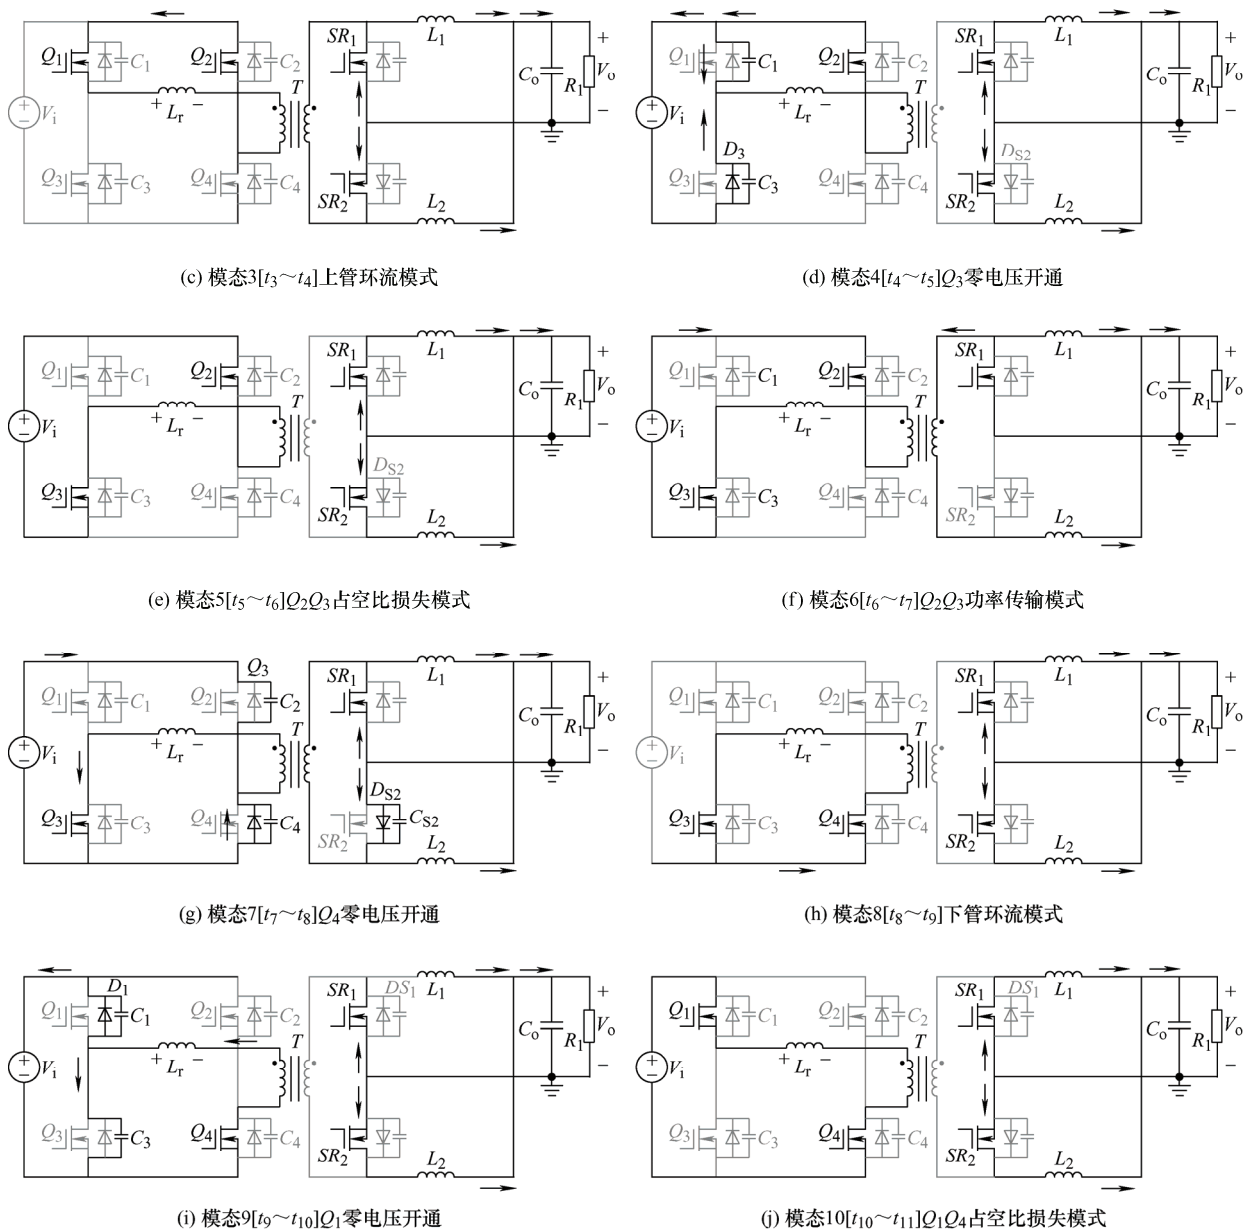 Q1 C1 Q2 C2 SR1 L1 + Vi + Lr − T Co R1 Vo −
Q3 C3 Q4 C4 SR2 L2
(c) 模态3[t3～t4]上管环流模式
Q1 C1 Q2 C2 SR1 L1 + Vi + Lr − T Co R1 Vo −
D3 Q3 C3 Q4 C4 DS2 SR2 L2
(d) 模态4[t4～t5]Q3零电压开通
Q1 C1 Q2 C2 SR1 L1 + Vi + Lr − T Co R1 Vo −
Q3 C3 Q4 C4 DS2 SR2 L2
(e) 模态5[t5～t6]Q2Q3占空比损失模式
Q1 C1 Q2 C2 SR1 L1 + Vi + Lr − T Co R1 Vo −
Q3 C3 Q4 C4 SR2 L2
(f) 模态6[t6～t7]Q2Q3功率传输模式
Q3 Q1 C1 Q2 C2 SR1 L1 + Vi + Lr − T Co R1 Vo −
Q3 C3 Q4 C4 DS2 CS2 SR2 L2
(g) 模态7[t7～t8]Q4零电压开通
Q1 C1 Q2 C2 SR1 L1 + Vi + Lr − T Co R1 Vo −
Q3 C3 Q4 C4 SR2 L2
(h) 模态8[t8～t9]下管环流模式
D1 Q1 C1 Q2 C2 SR1 DS1 L1 + Vi + Lr − T Co R1 Vo −
Q3 C3 Q4 C4 SR2 L2
(i) 模态9[t9～t10]Q1零电压开通
Q1 C1 Q2 C2 SR1 DS1 L1 + Vi + Lr − T Co R1 Vo −
Q3 C3 Q4 C4 SR2 L2
(j) 模态10[t10～t11]Q1Q4占空比损失模式